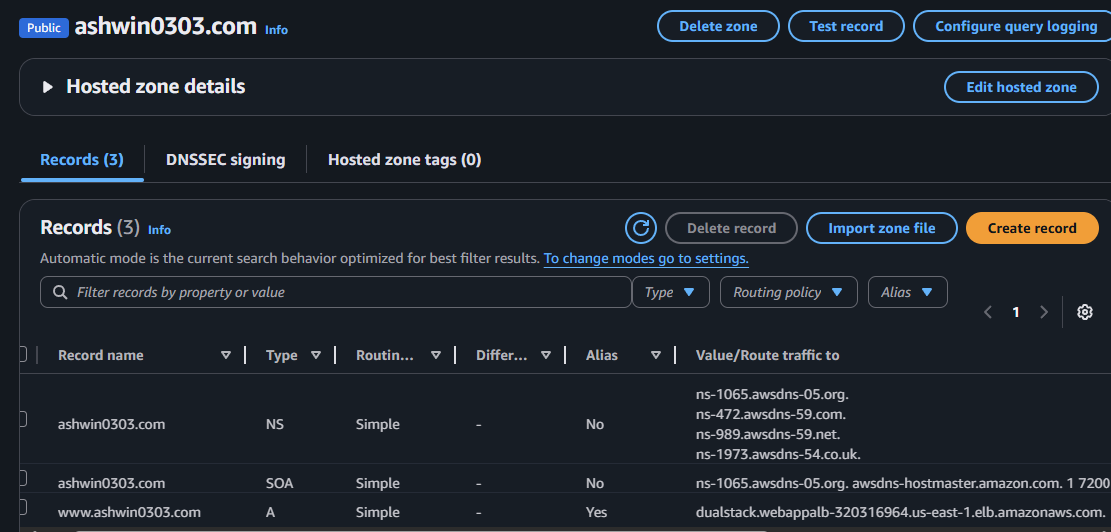 Public ashwin0303.com Info Delete zone Test record Configure query logging
Hosted zone details Edit hosted zone
Records (3) DNSSEC signing Hosted zone tags (0)
Records (3) Info Delete record Import zone file Create record
Automatic mode is the current search behavior optimized for best filter results. To change modes go to settings.
Filter records by property or value Type Routing policy Alias
1
Record name Type Routin... Differ... Alias Value/Route traffic to
ns-1065.awsdns-05.org.
ns-472.awsdns-59.com.
ashwin0303.com NS Simple - No
ns-989.awsdns-59.net.
ns-1973.awsdns-54.co.uk.
ashwin0303.com SOA Simple - No ns-1065.awsdns-05.org. awsdns-hostmaster.amazon.com. 1 7200
www.ashwin0303.com A Simple - Yes dualstack.webappalb-320316964.us-east-1.elb.amazonaws.com.